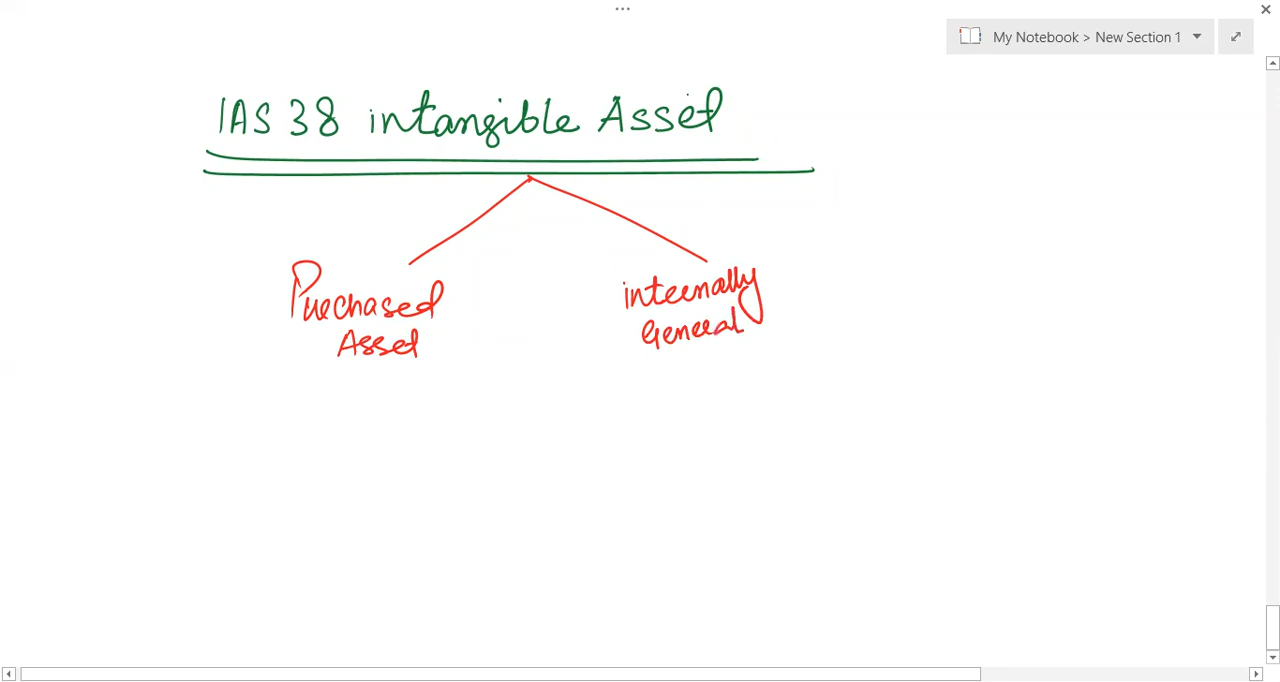 My Notebook > New Section 1
IAS 38 intangible Asset
Purchased
Asset
internally
General